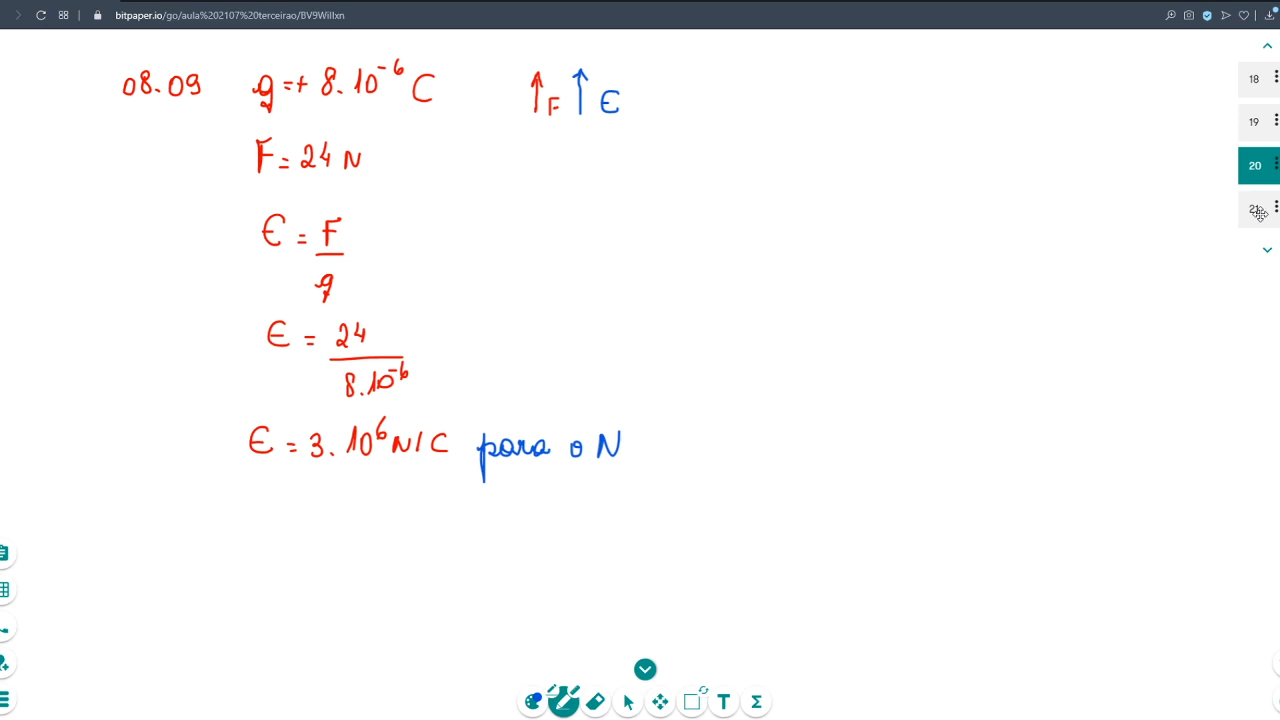 bitpaper.io/go/aula%202107%20terceirao/BV9WiIlxn
08.09 q=+ 8.10⁻⁶ C ↑F ↑E
F = 24 N
E = F/q
E = 24/8.10⁻⁶
E = 3.10⁶ N/C para o N
18
19
20
21
T Σ